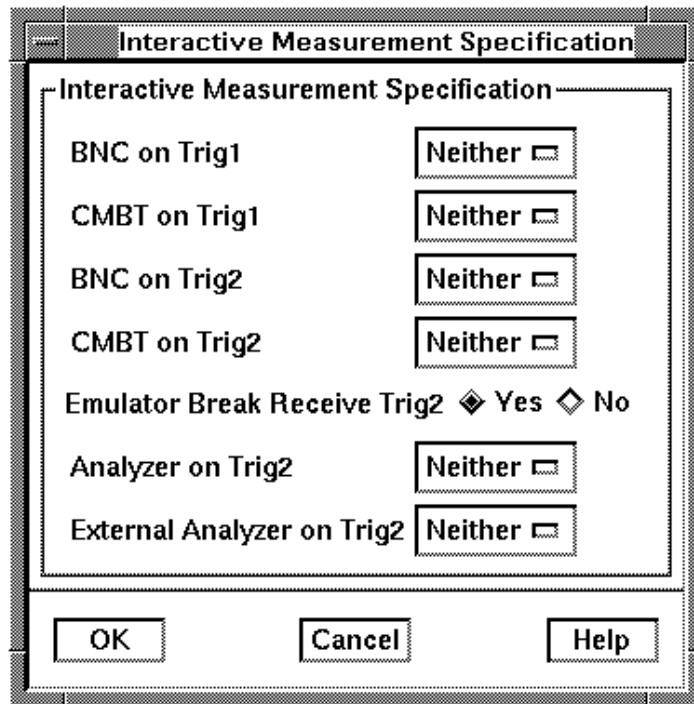 Interactive Measurement Specification
Interactive Measurement Specification
BNC on Trig1 Neither
CMBT on Trig1 Neither
BNC on Trig2 Neither
CMBT on Trig2 Neither
Emulator Break Receive Trig2 Yes No
Analyzer on Trig2 Neither
External Analyzer on Trig2 Neither
OK Cancel Help